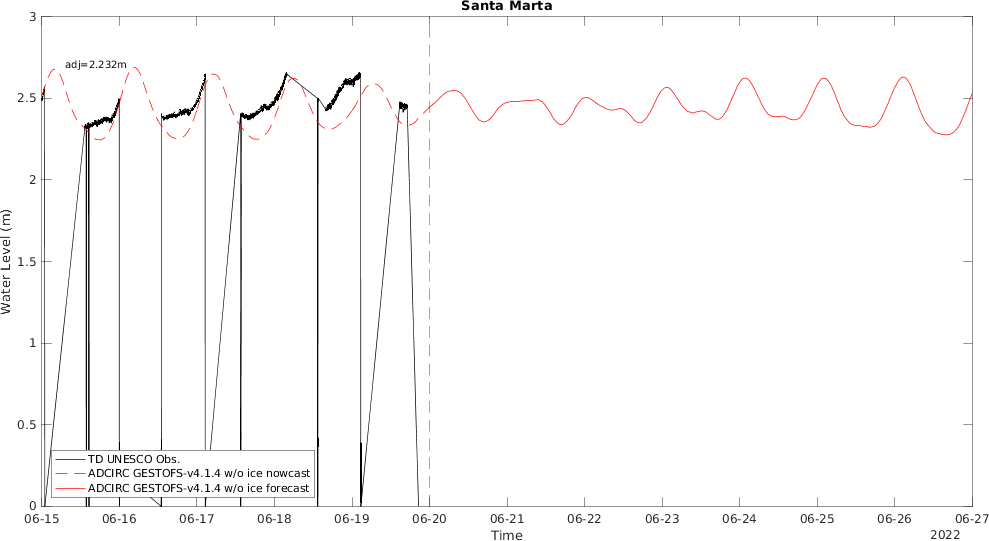 Santa Marta
3
adj=2.232m
2.5
2
1.5
1
0.5
0
Water Level (m)
TD UNESCO Obs.
ADCIRC GESTOFS-v4.1.4 w/o ice nowcast
ADCIRC GESTOFS-v4.1.4 w/o ice forecast
06-15 06-16 06-17 06-18 06-19 06-20 06-21 06-22 06-23 06-24 06-25 06-26 06-27
Time
2022